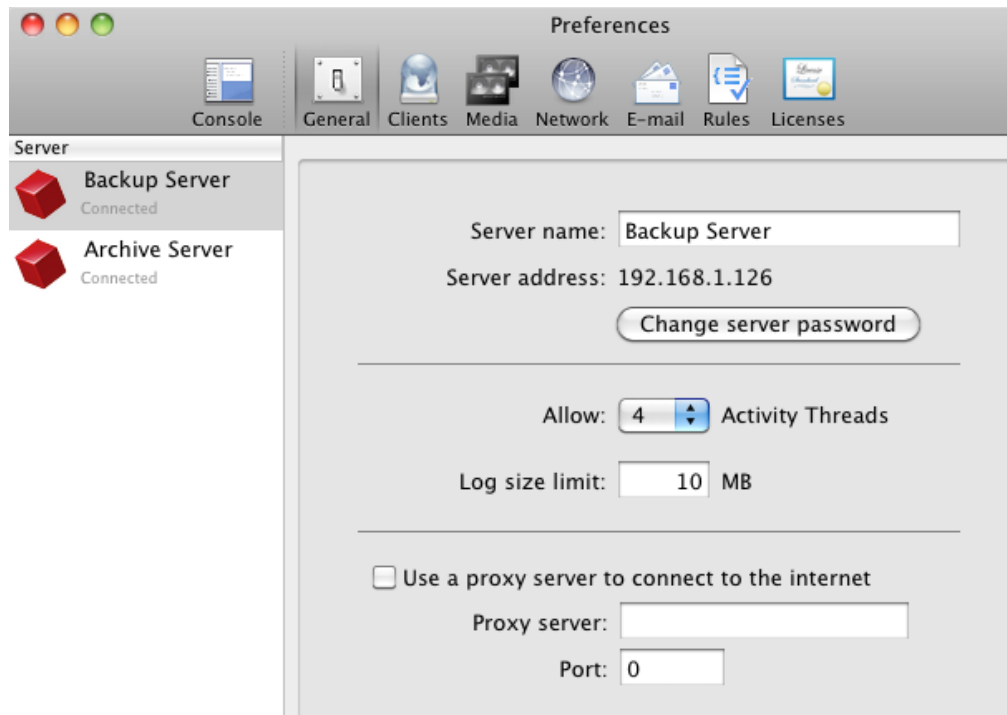 Preferences
Console General Clients Media Network E-mail Rules Licenses
Server
Backup Server
Connected
Archive Server
Connected
Server name: Backup Server
Server address: 192.168.1.126
Change server password
Allow: 4 Activity Threads
Log size limit: 10 MB
Use a proxy server to connect to the internet
Proxy server:
Port: 0